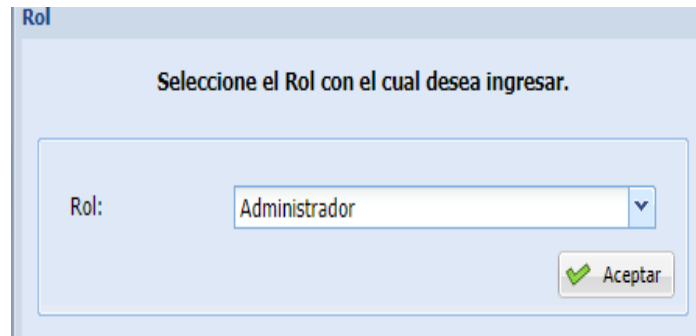 Rol
Seleccione el Rol con el cual desea ingresar.
Rol: Administrador
Aceptar